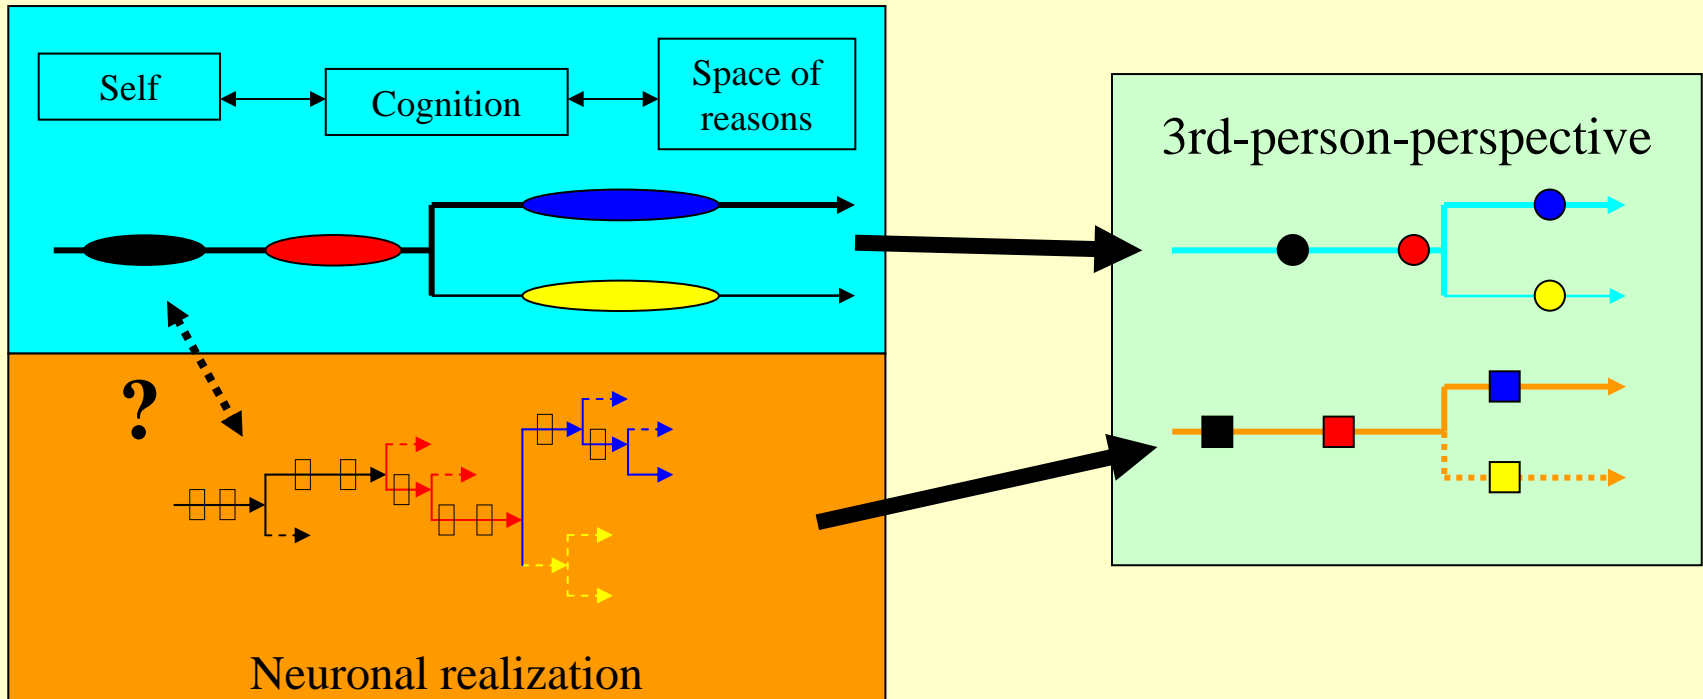 Self
Cognition
Space of
reasons
3rd-person-perspective
?
Neuronal realization